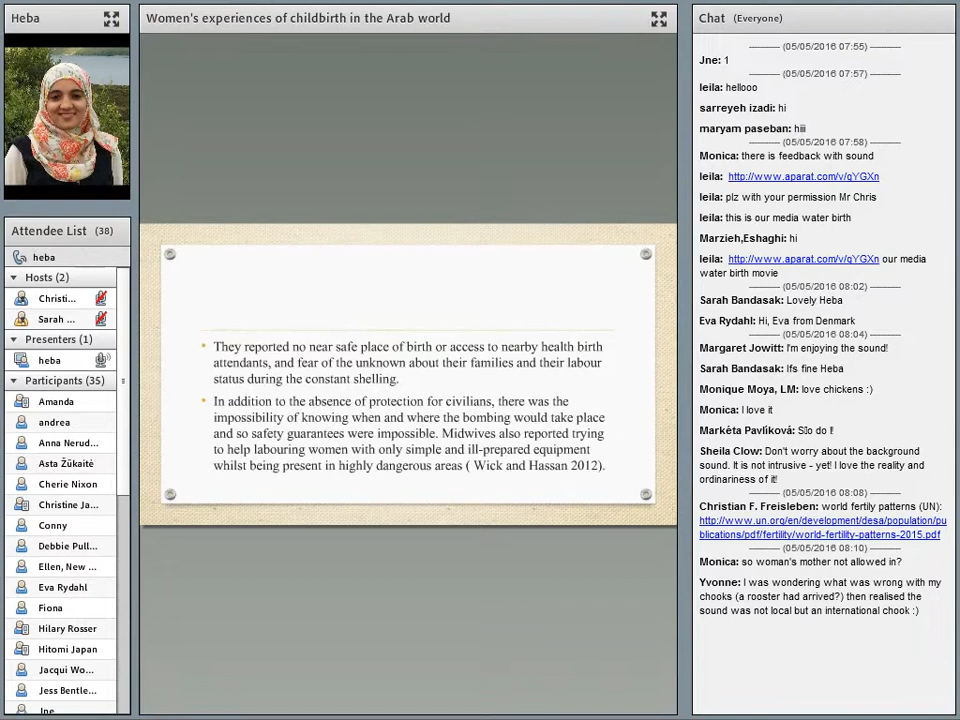 Heba
Women's experiences of childbirth in the Arab world
Chat (Everyone)
Attendee List (38)
heba
Hosts (2)
Christi...
Sarah ...
Presenters (1)
heba
Participants (35)
Amanda
andrea
Anna Nerud...
Asta Žūkaitė
Cherie Nixon
Christine Ja...
Conny
Debbie Pull...
Ellen, New ...
Eva Rydahl
Fiona
Hilary Rosser
Hitomi Japan
Jacqui Wo...
Jess Bentle...
Jne
• They reported no near safe place of birth or access to nearby health birth
attendants, and fear of the unknown about their families and their labour
status during the constant shelling.
• In addition to the absence of protection for civilians, there was the
impossibility of knowing when and where the bombing would take place
and so safety guarantees were impossible. Midwives also reported trying
to help labouring women with only simple and ill-prepared equipment
whilst being present in highly dangerous areas ( Wick and Hassan 2012).
(05/05/2016 07:55)
Jne: 1
(05/05/2016 07:57)
leila: hellooo
sarreyeh izadi: hi
maryam paseban: hiii
(05/05/2016 07:58)
Monica: there is feedback with sound
leila: http://www.aparat.com/v/gYGXn
leila: plz with your permission Mr Chris
leila: this is our media water birth
Marzieh,Eshaghi: hi
leila: http://www.aparat.com/v/gYGXn our media
water birth movie
(05/05/2016 08:02)
Sarah Bandasak: Lovely Heba
Eva Rydahl: Hi, Eva from Denmark
(05/05/2016 08:04)
Margaret Jowitt: I'm enjoying the sound!
Sarah Bandasak: Ifs fine Heba
Monique Moya, LM: love chickens :)
Monica: I love it
Markéta Pavlíková: Sto do I!
Sheila Clow: Don't worry about the background
sound. It is not intrusive - yet! I love the reality and
ordinariness of it!
(05/05/2016 08:08)
Christian F. Freisleben: world fertily patterns (UN):
http://www.un.org/en/development/desa/population/pu
blications/pdf/fertility/world-fertility-patterns-2015.pdf
(05/05/2016 08:10)
Monica: so woman's mother not allowed in?
Yvonne: I was wondering what was wrong with my
chooks (a rooster had arrived?) then realised the
sound was not local but an international chook :)